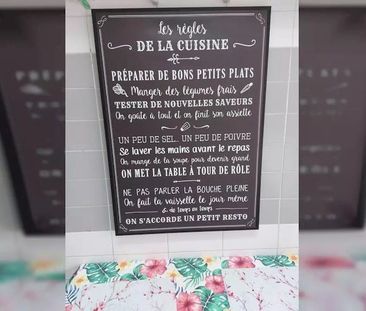 Les règles
DE LA CUISINE
PRÉPARER DE BONS PETITS PLATS
Manger des légumes frais
TESTER DE NOUVELLES SAVEURS
On goûte à tout et on finit son assiette
UN PEU DE SEL... UN PEU DE POIVRE
Se laver les mains avant le repas
On mange de la soupe pour devenir grand
ON MET LA TABLE À TOUR DE RÔLE
NE PAS PARLER LA BOUCHE PLEINE
On fait la vaisselle le jour même
& de temps en temps
ON S'ACCORDE UN PETIT RESTO